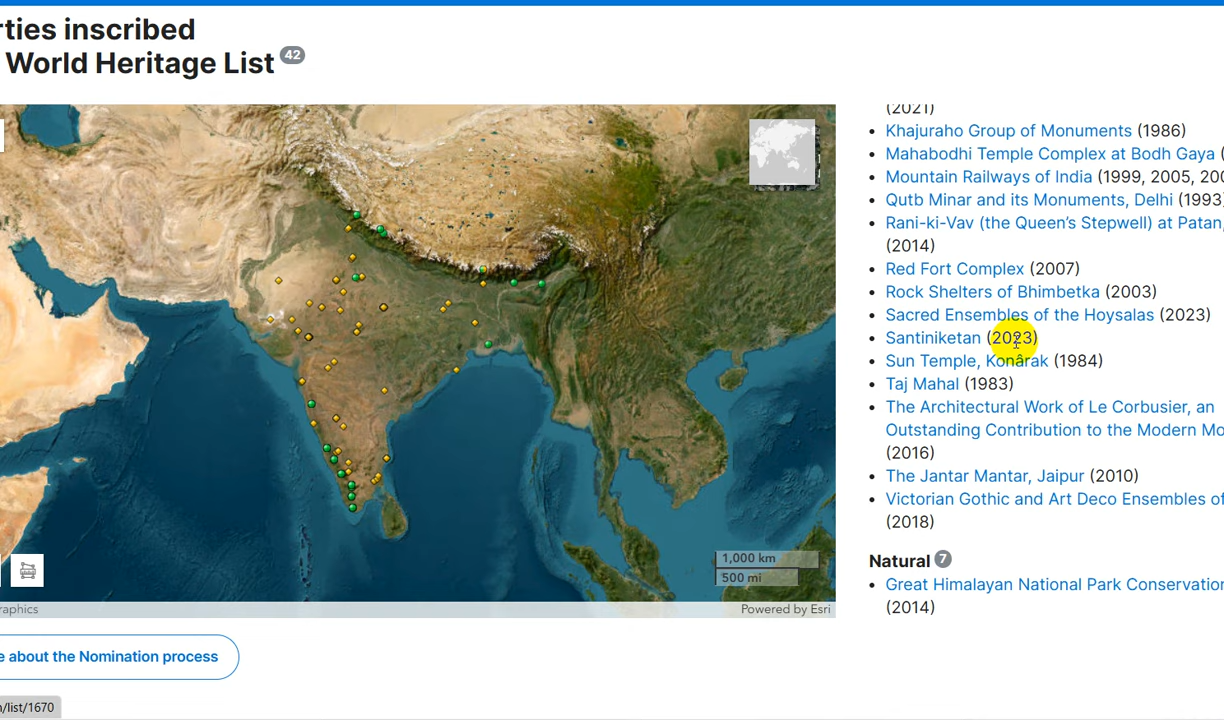 rties inscribed
World Heritage List 42
(2021)
Khajuraho Group of Monuments (1986)
Mahabodhi Temple Complex at Bodh Gaya (
Mountain Railways of India (1999, 2005, 200
Qutb Minar and its Monuments, Delhi (1993)
Rani-ki-Vav (the Queen's Stepwell) at Patan,
(2014)
Red Fort Complex (2007)
Rock Shelters of Bhimbetka (2003)
Sacred Ensembles of the Hoysalas (2023)
Santiniketan (2023)
Sun Temple, Konârak (1984)
Taj Mahal (1983)
The Architectural Work of Le Corbusier, an
Outstanding Contribution to the Modern Mo
(2016)
The Jantar Mantar, Jaipur (2010)
Victorian Gothic and Art Deco Ensembles of
(2018)
Natural 7
Great Himalayan National Park Conservation
(2014)
1,000 km
500 mi
raphics
Powered by Esri
e about the Nomination process
/list/1670